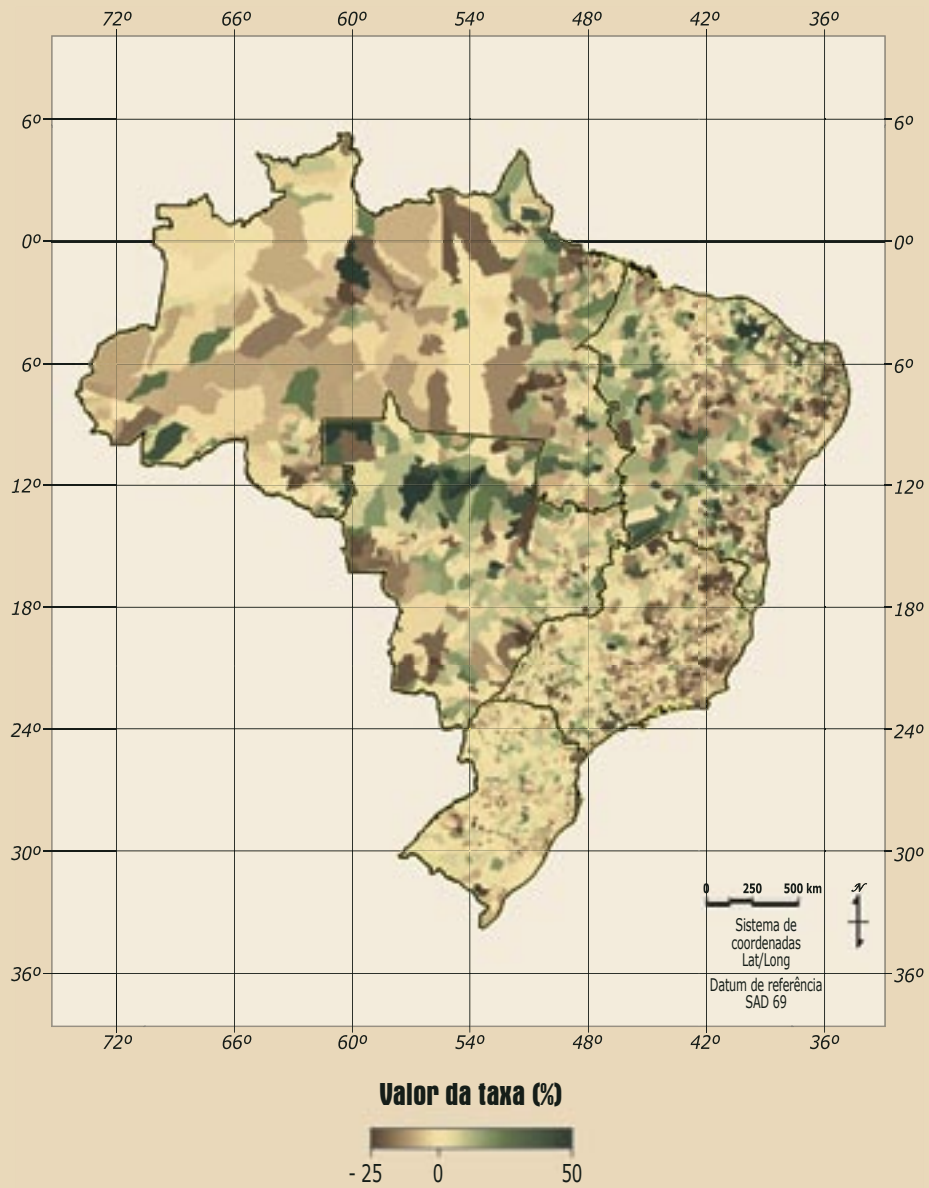 72º 66º 60º 54º 48º 42º 36º
6º 6º
0º 0º
6º 6º
12º 12º
18º 18º
24º 24º
30º 30º
36º 36º
0 250 500 km
N
Sistema de
coordenadas
Lat/Long
Datum de referência
SAD 69
72º 66º 60º 54º 48º 42º 36º
Valor da taxa (%)
- 25 0 50